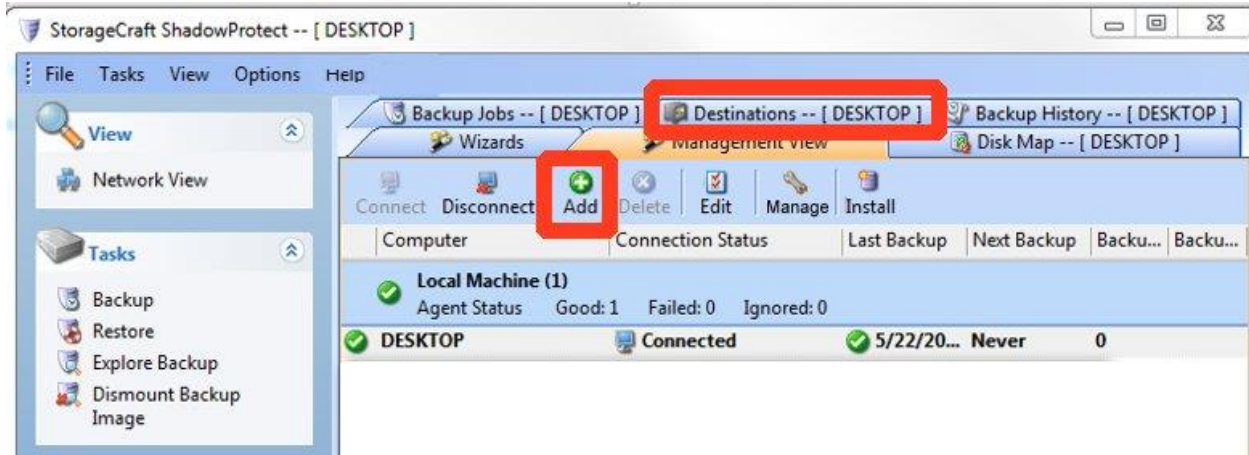 StorageCraft ShadowProtect -- [ DESKTOP ]
File Tasks View Options Help
Backup Jobs -- [ DESKTOP ] Destinations -- [ DESKTOP ] Backup History -- [ DESKTOP ]
Wizards Management View Disk Map -- [ DESKTOP ]
View
Network View
Tasks
Backup
Restore
Explore Backup
Dismount Backup
Image
Connect Disconnect Add Delete Edit Manage Install
Computer Connection Status Last Backup Next Backup Backu... Backu...
Local Machine (1)
Agent Status Good: 1 Failed: 0 Ignored: 0
DESKTOP Connected 5/22/20... Never 0